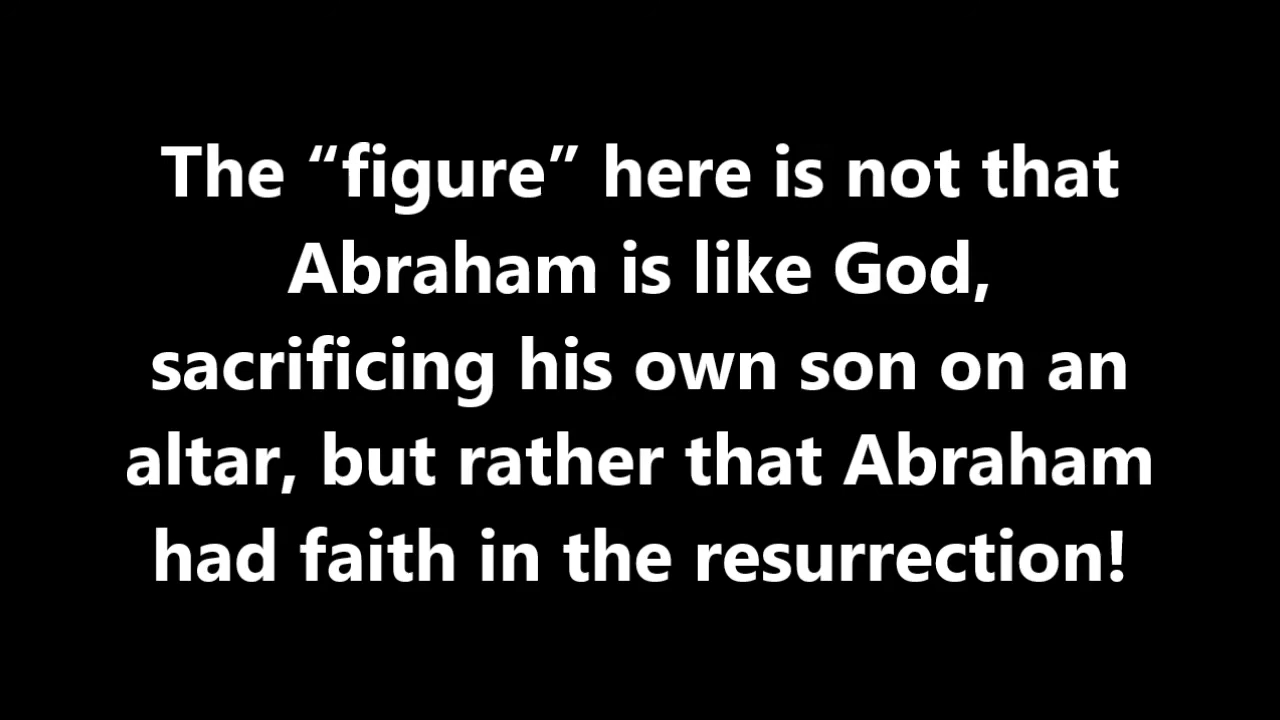 The “figure” here is not that
Abraham is like God,
sacrificing his own son on an
altar, but rather that Abraham
had faith in the resurrection!